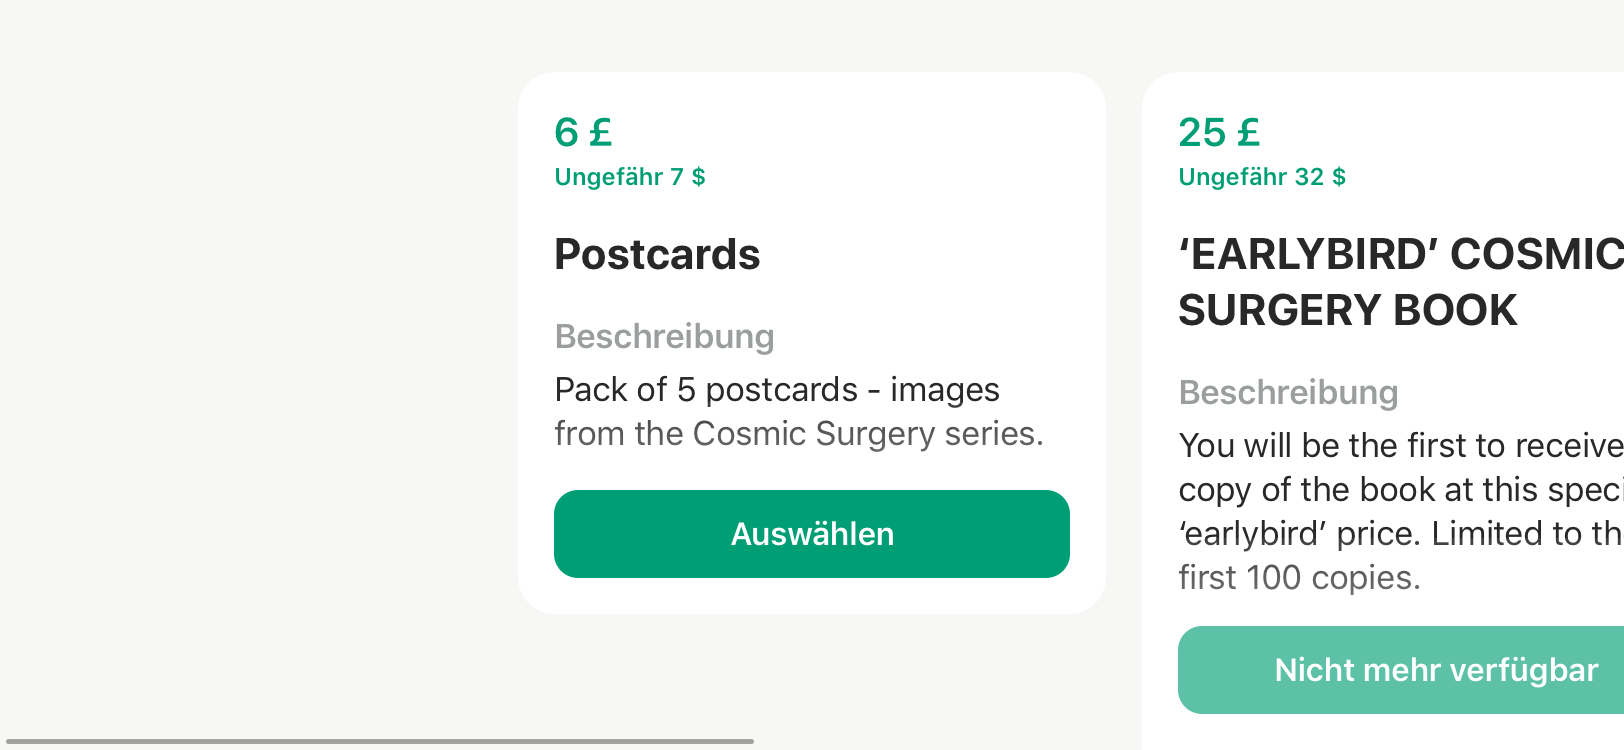 6 £
Ungefähr 7 $
Postcards
Beschreibung
Pack of 5 postcards - images
from the Cosmic Surgery series.
Auswählen
25 £
Ungefähr 32 $
‘EARLYBIRD’ COSMIC
SURGERY BOOK
Beschreibung
You will be the first to receive
copy of the book at this
‘earlybird’ price. Limited to
first 100 copies.
Nicht mehr verfügbar